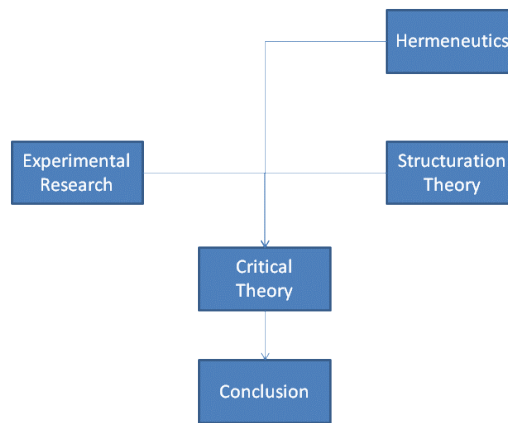 Hermeneutics
Experimental
Research
Structuration
Theory
Critical
Theory
Conclusion